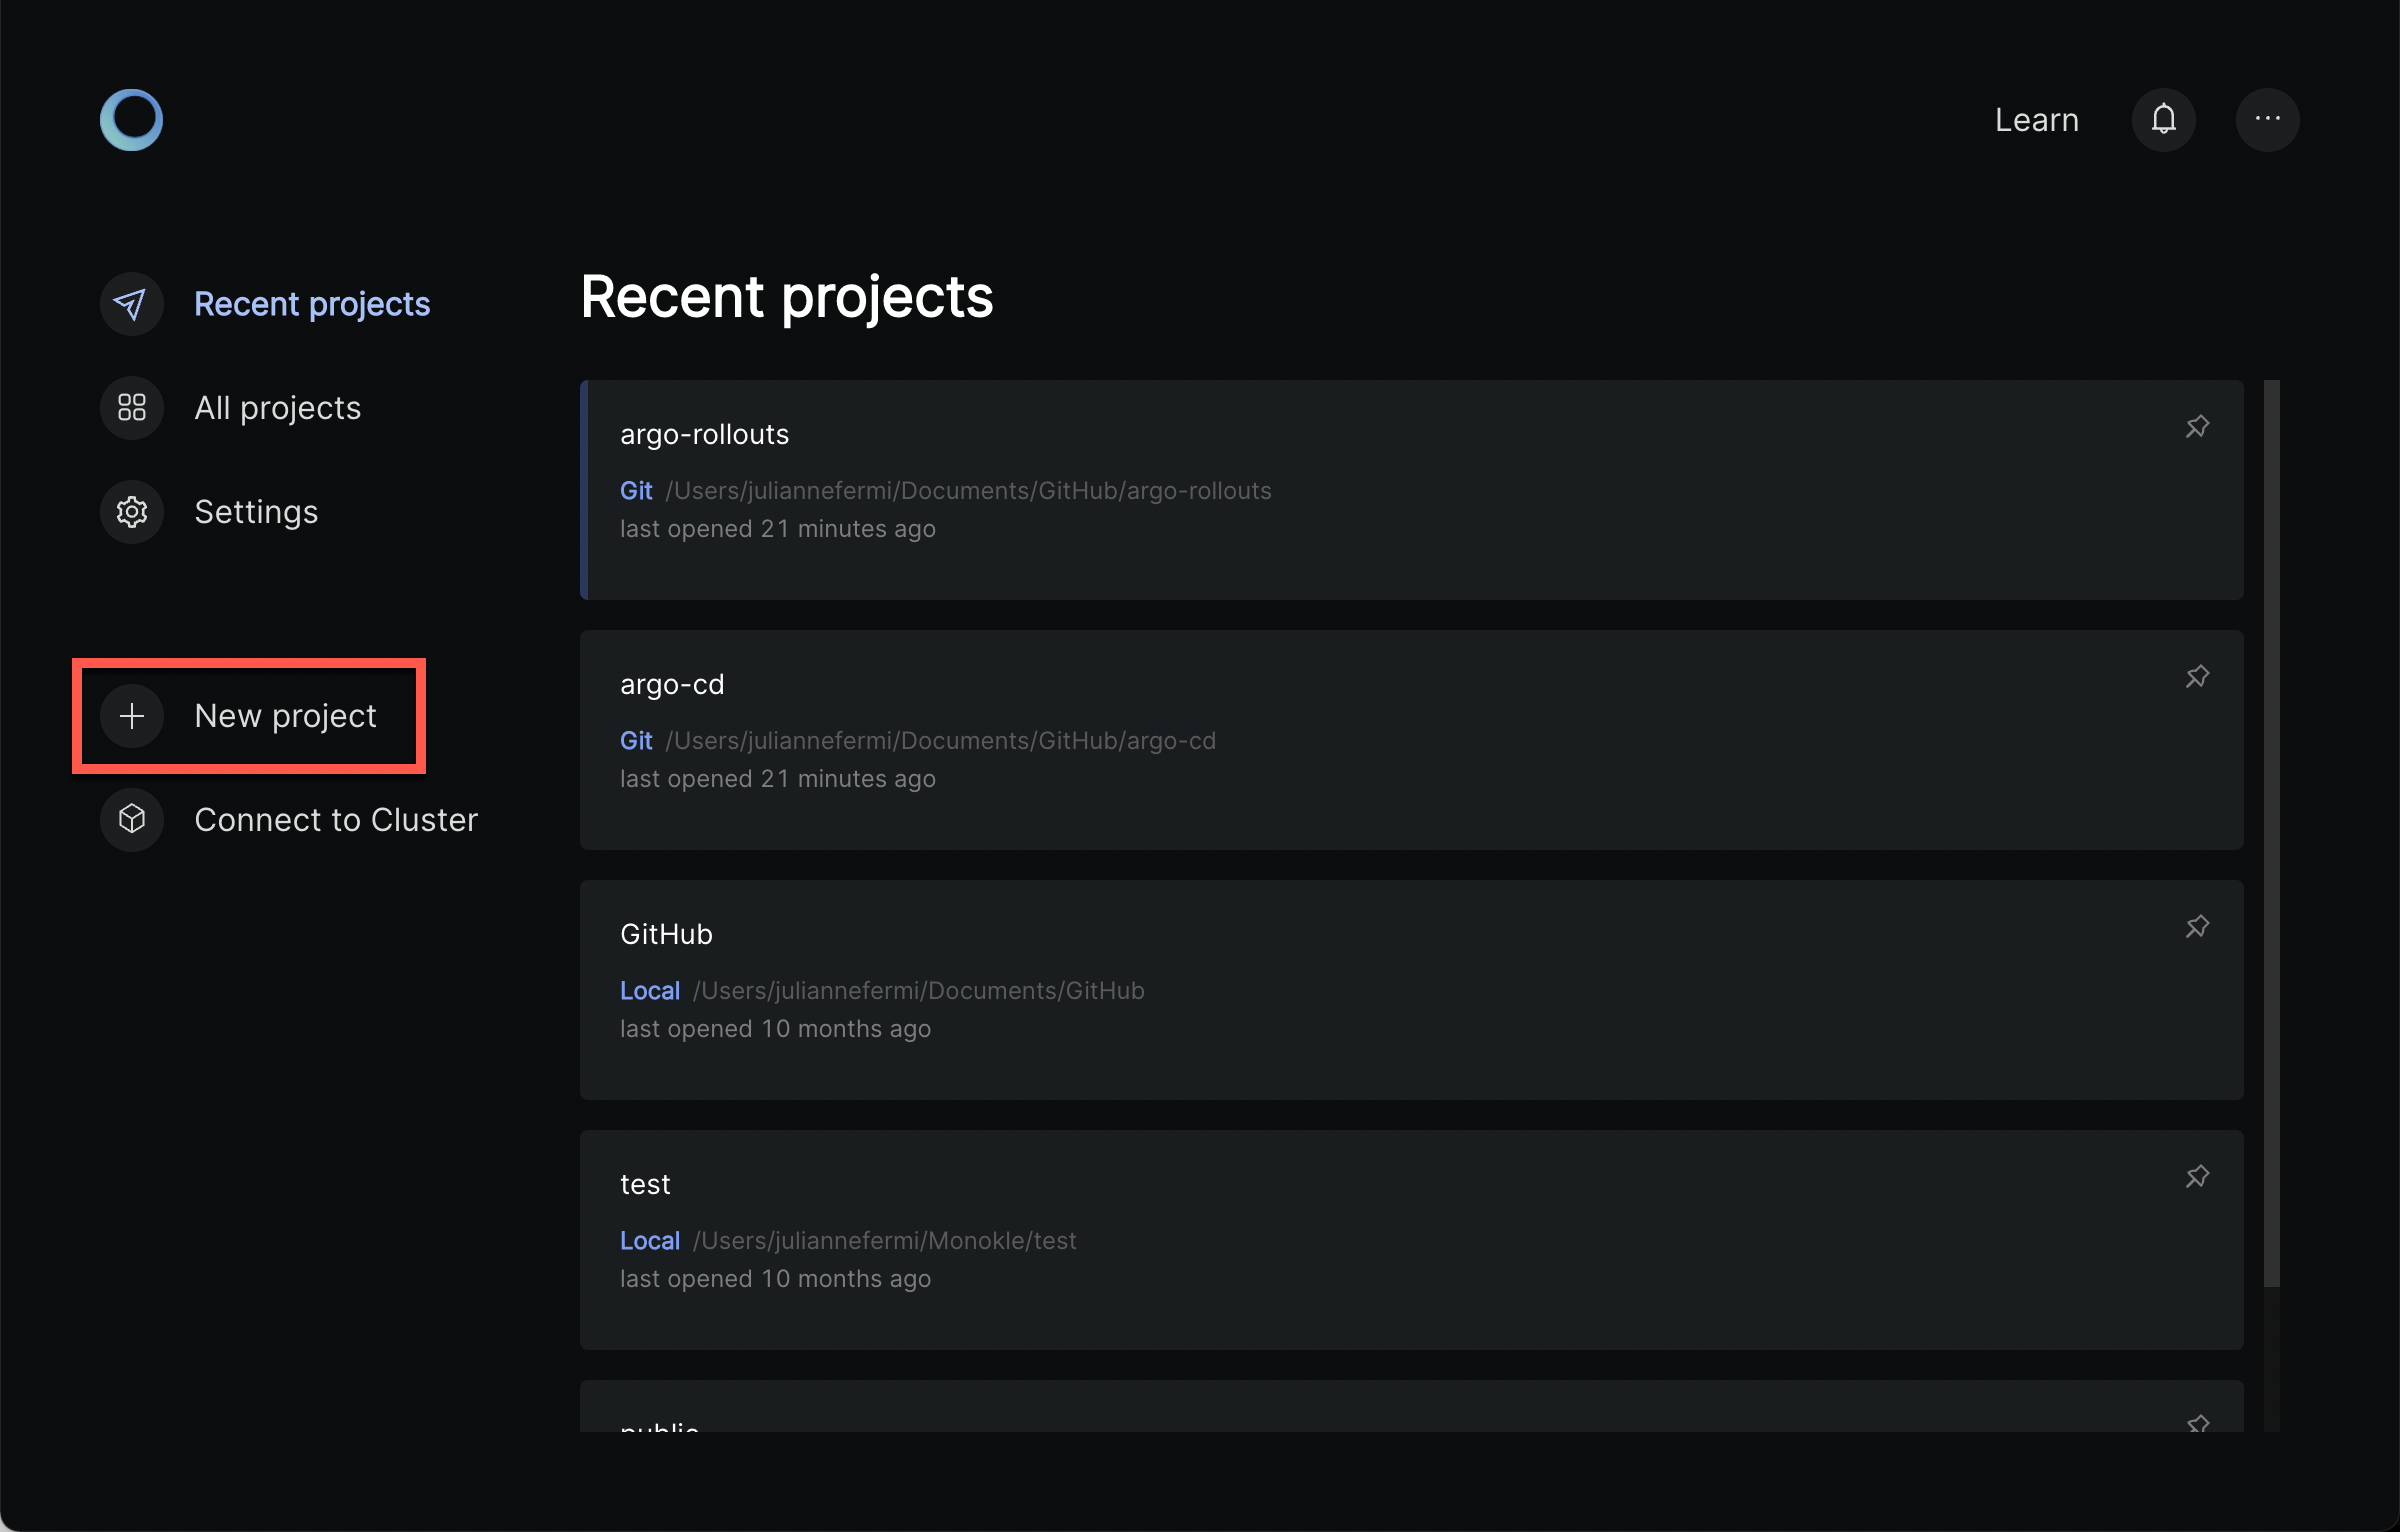 Learn
Recent projects
All projects
Settings
New project
Connect to Cluster
Recent projects
argo-rollouts
Git /Users/juliannefermi/Documents/GitHub/argo-rollouts
last opened 21 minutes ago
argo-cd
Git /Users/juliannefermi/Documents/GitHub/argo-cd
last opened 21 minutes ago
GitHub
Local /Users/juliannefermi/Documents/GitHub
last opened 10 months ago
test
Local /Users/juliannefermi/Monokle/test
last opened 10 months ago
public